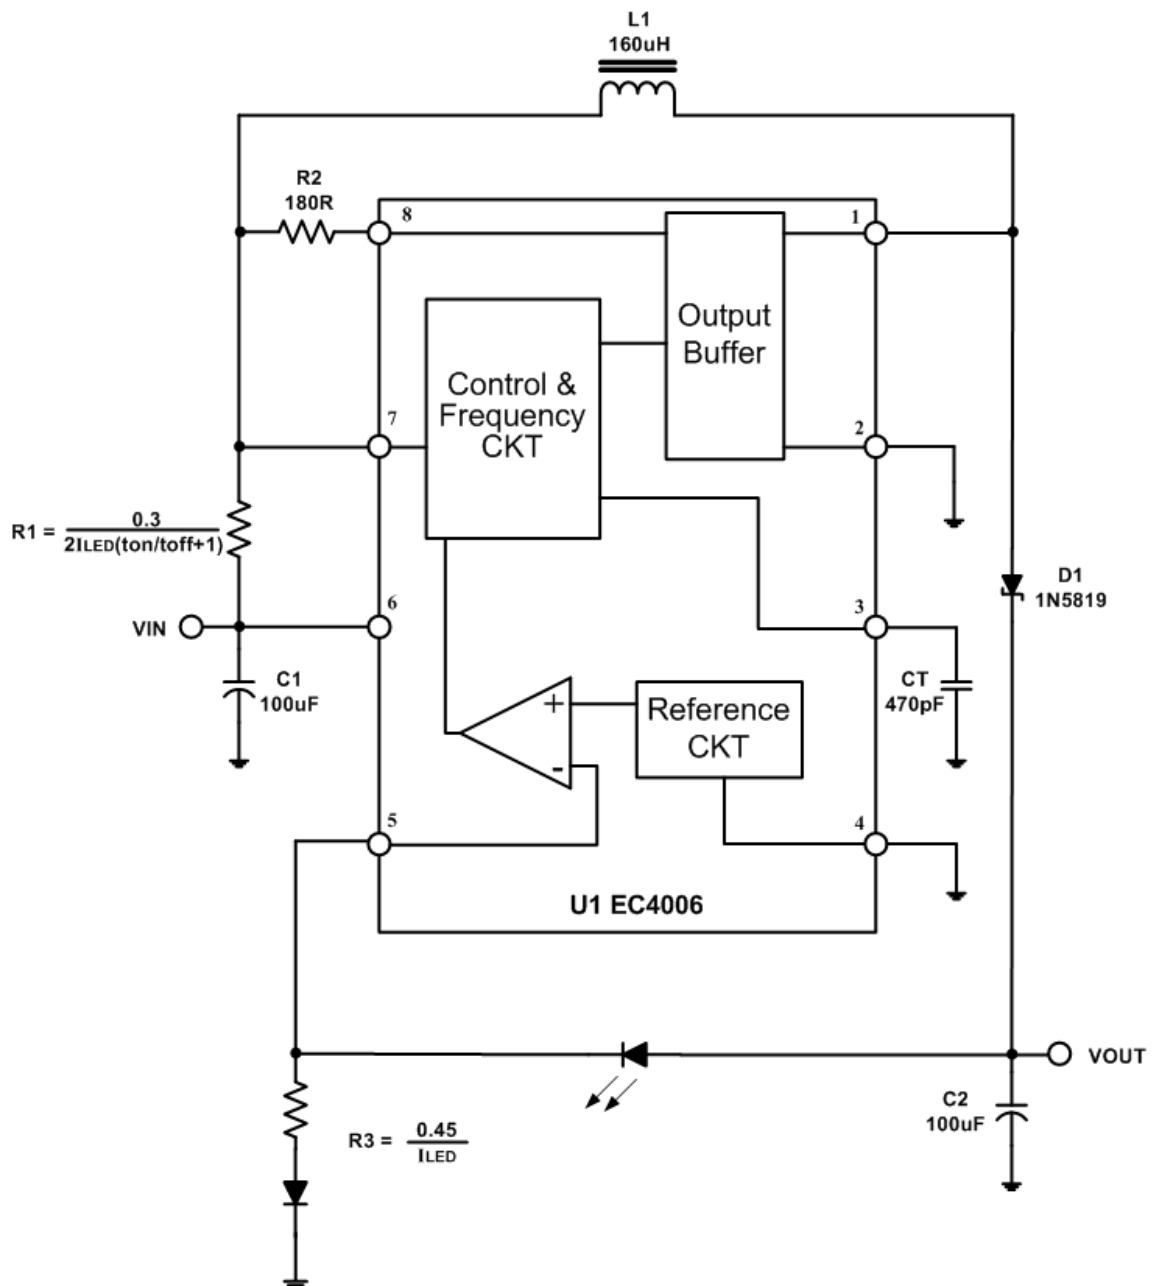 L1
160uH
R2
180R
8
1
Output
Buffer
Control &
Frequency
CKT
7
2
R1 = 0.3
2ILED(ton/toff+1)
6
3
VIN
D1
1N5819
C1
100uF
CT
470pF
+
-
Reference
CKT
5
4
U1 EC4006
VOUT
C2
100uF
R3 = 0.45
ILED